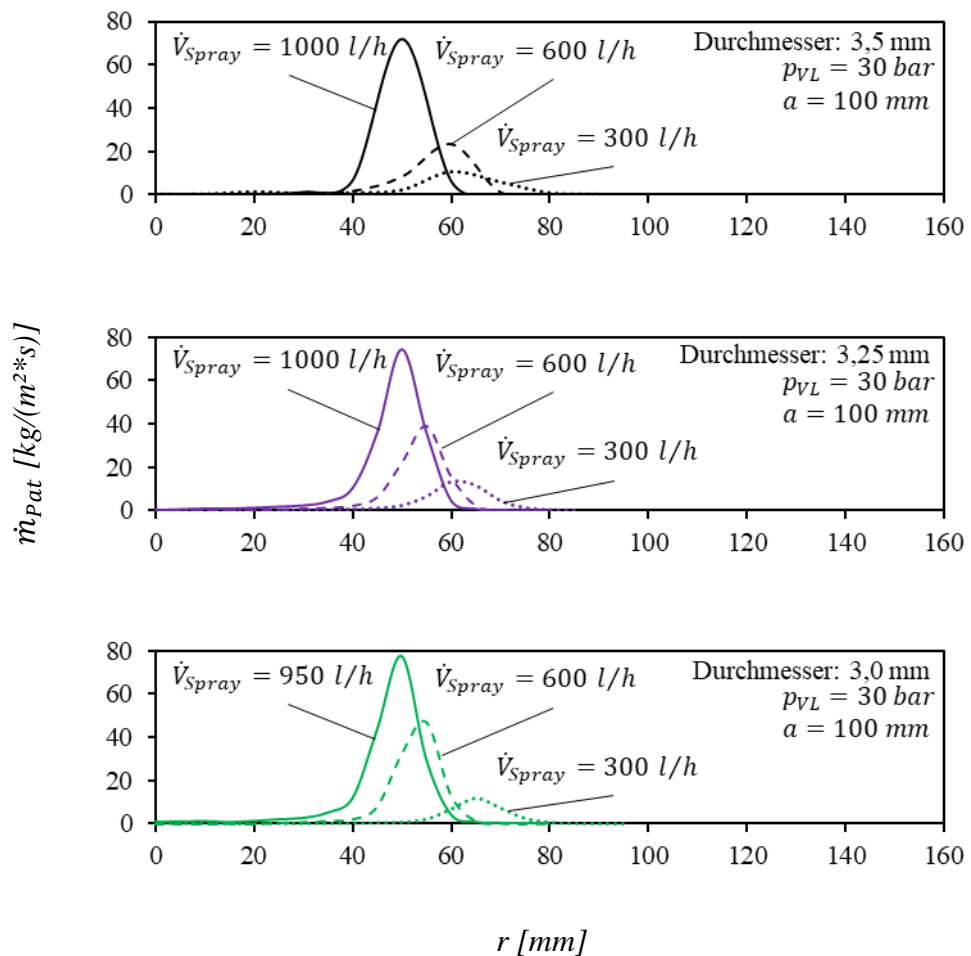 80
60
40
20
0
V̇Spray = 1000 l/h
V̇Spray = 600 l/h
V̇Spray = 300 l/h
Durchmesser: 3,5 mm
pVL = 30 bar
a = 100 mm
0 20 40 60 80 100 120 140 160
ṁPat [kg/(m²*s)]
80
60
40
20
0
V̇Spray = 1000 l/h
V̇Spray = 600 l/h
V̇Spray = 300 l/h
Durchmesser: 3,25 mm
pVL = 30 bar
a = 100 mm
0 20 40 60 80 100 120 140 160
80
60
40
20
0
V̇Spray = 950 l/h
V̇Spray = 600 l/h
V̇Spray = 300 l/h
Durchmesser: 3,0 mm
pVL = 30 bar
a = 100 mm
0 20 40 60 80 100 120 140 160
r [mm]